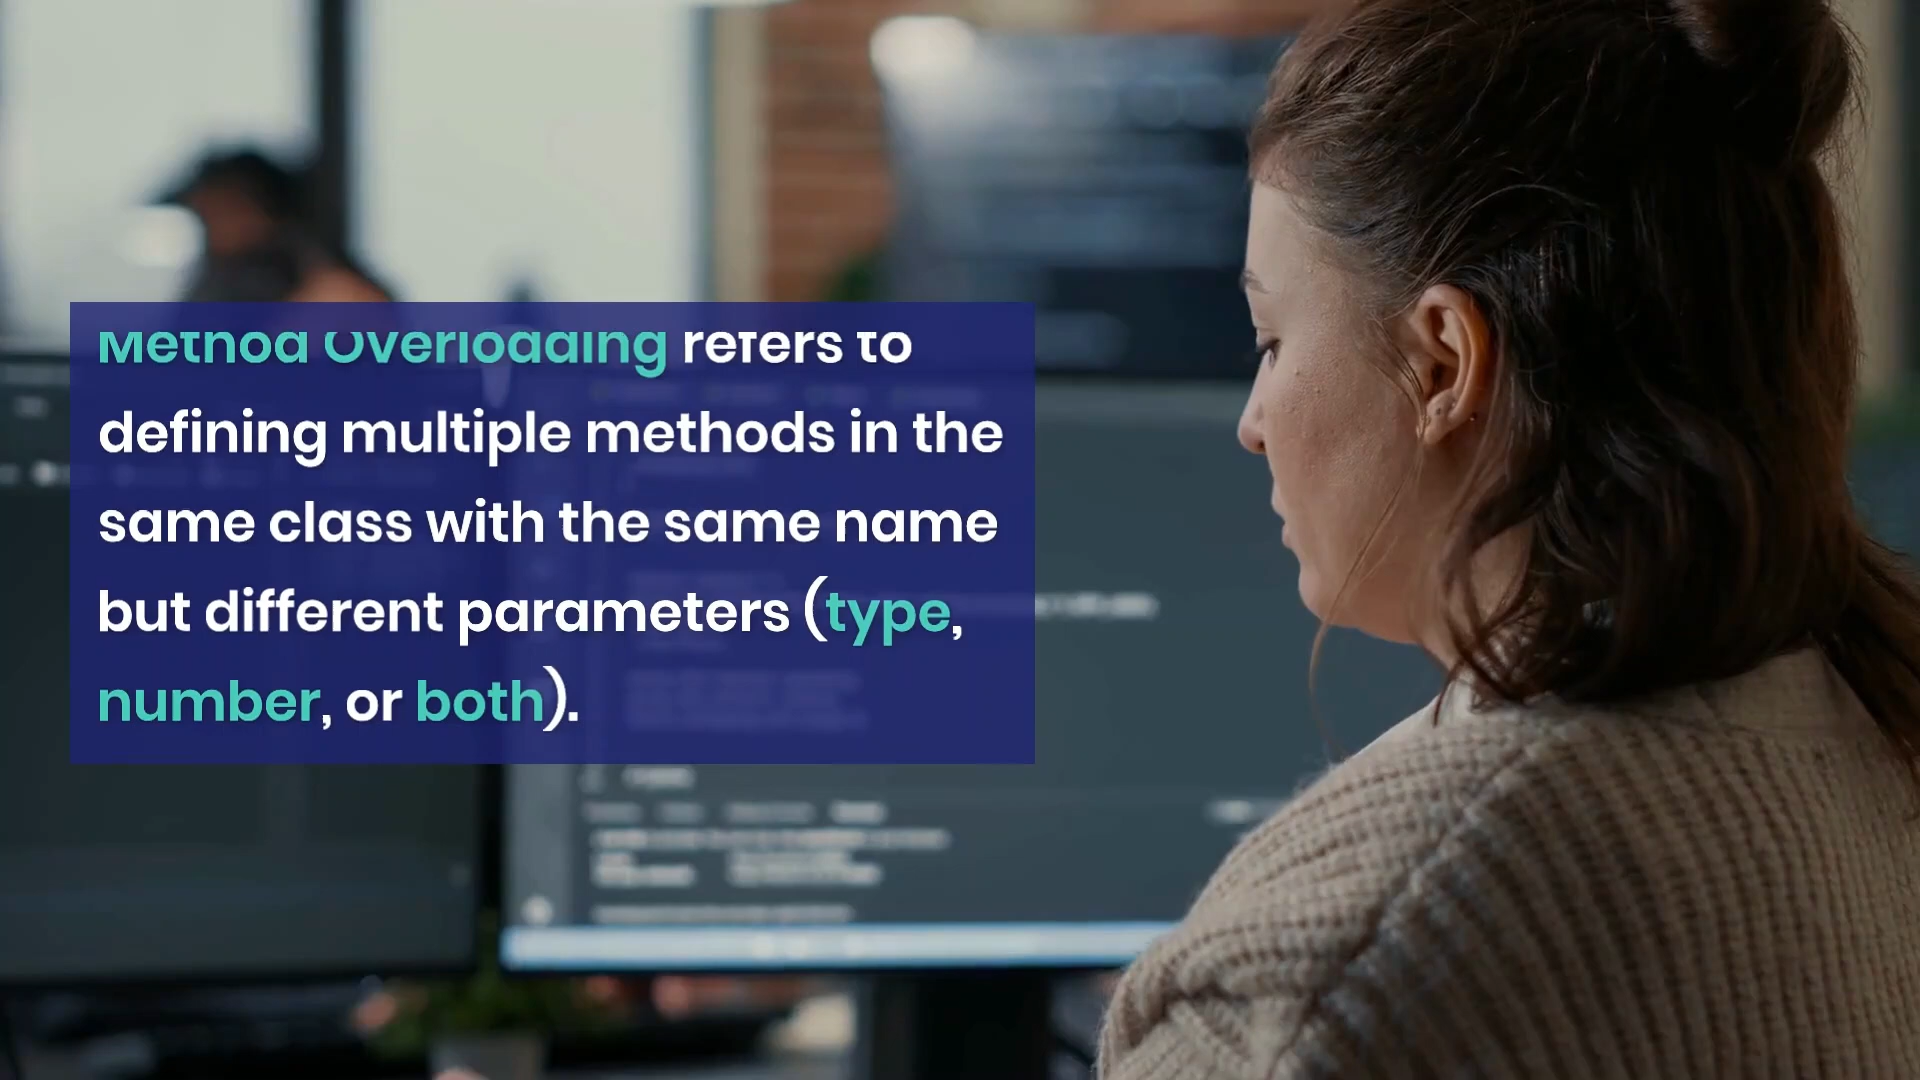 Method Overloading refers to
defining multiple methods in the
same class with the same name
but different parameters (type,
number, or both).